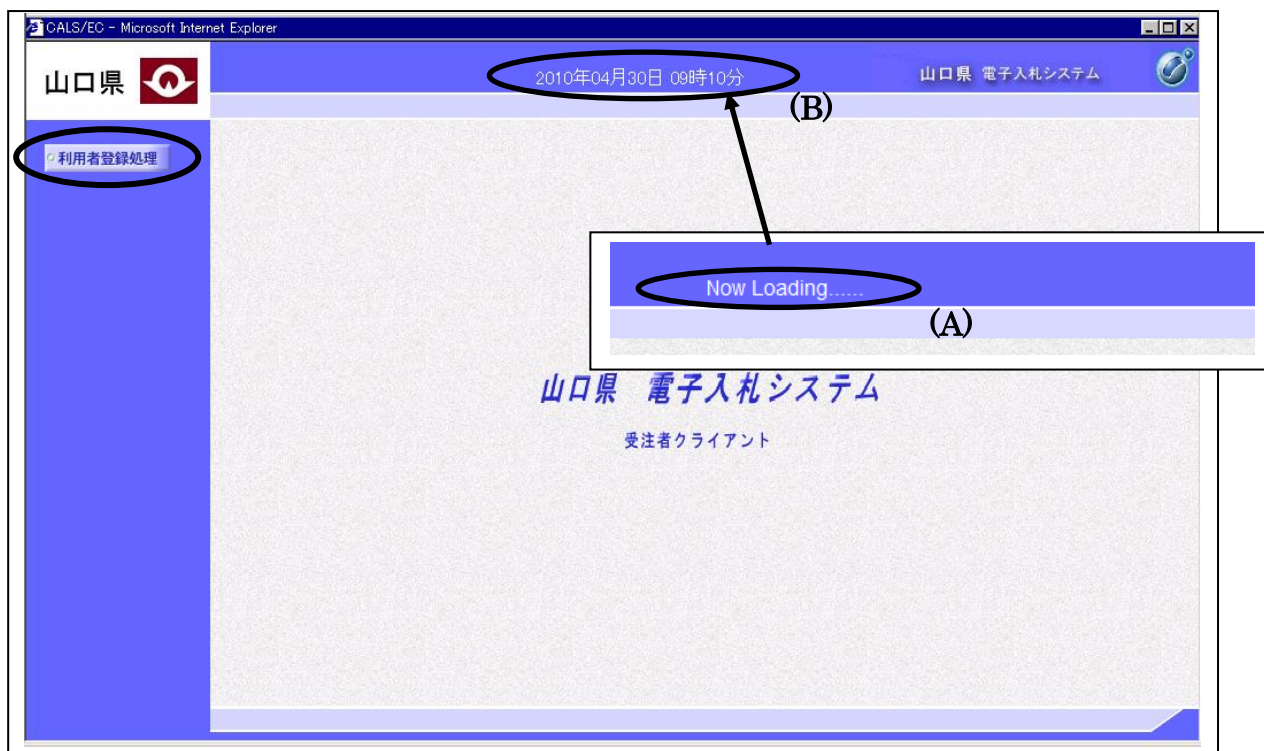 CALS/EC - Microsoft Internet Explorer
山口県
2010年04月30日 09時10分
山口県 電子入札システム
(B)
利用者登録処理
Now Loading......
(A)
山口県 電子入札システム
受注者クライアント